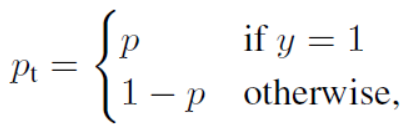 p_t = { p if y = 1
1 − p otherwise,